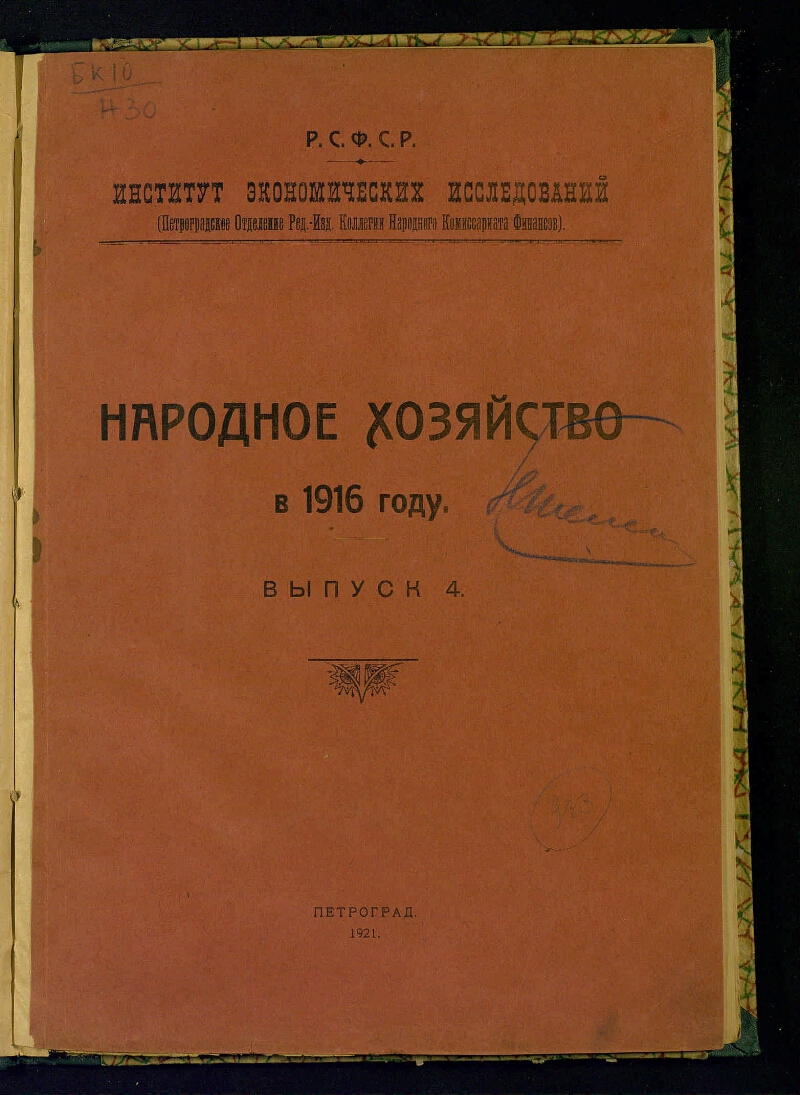 БК10
Н30
Р. С. Ф. С. Р.
ИНСТИТУТ ЭКОНОМИЧЕСКИХ ИССЛЕДОВАНИЙ
(Петроградское Отделение Ред.-Изд. Коллегии Народного Комиссариата Финансов).
НАРОДНОЕ ХОЗЯЙСТВО
в 1916 году.
ВЫПУСК 4.
ПЕТРОГРАД.
1921.